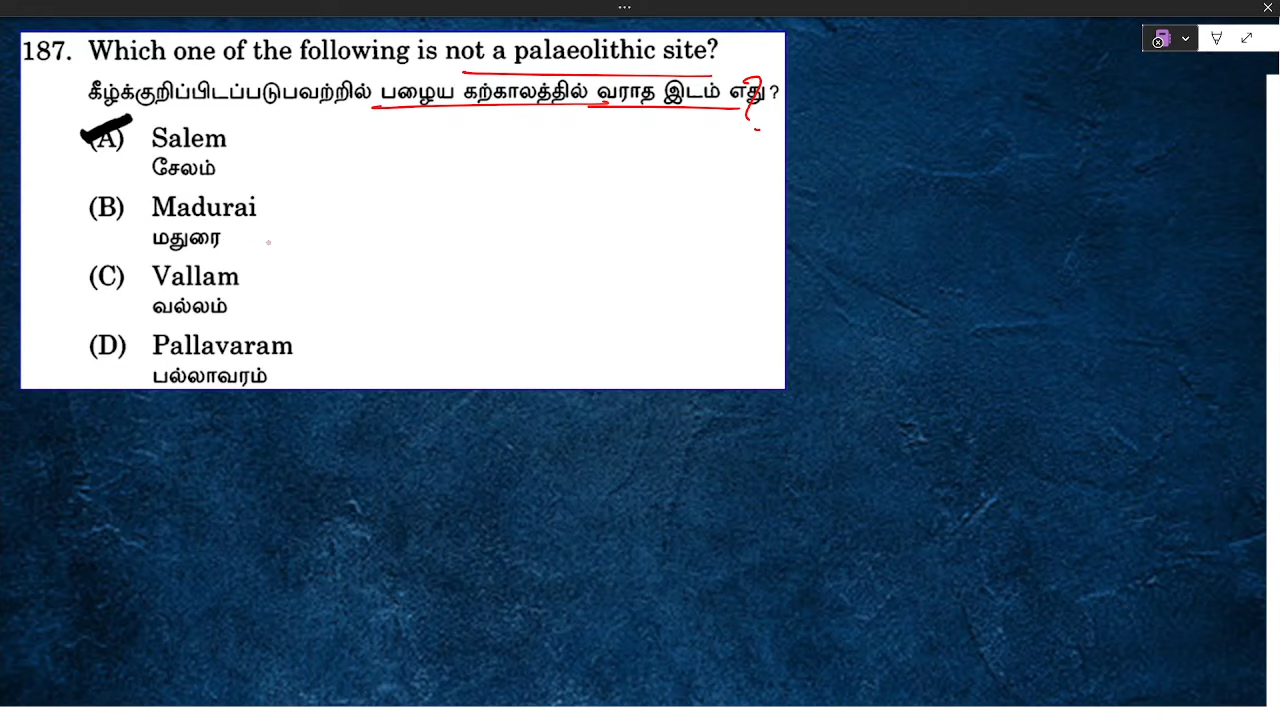 187. Which one of the following is not a palaeolithic site?
கீழ்க்குறிப்பிடப்படுபவற்றில் பழைய கற்காலத்தில் வராத இடம் எது ?
(A) Salem
சேலம்
(B) Madurai
மதுரை
(C) Vallam
வல்லம்
(D) Pallavaram
பல்லாவரம்